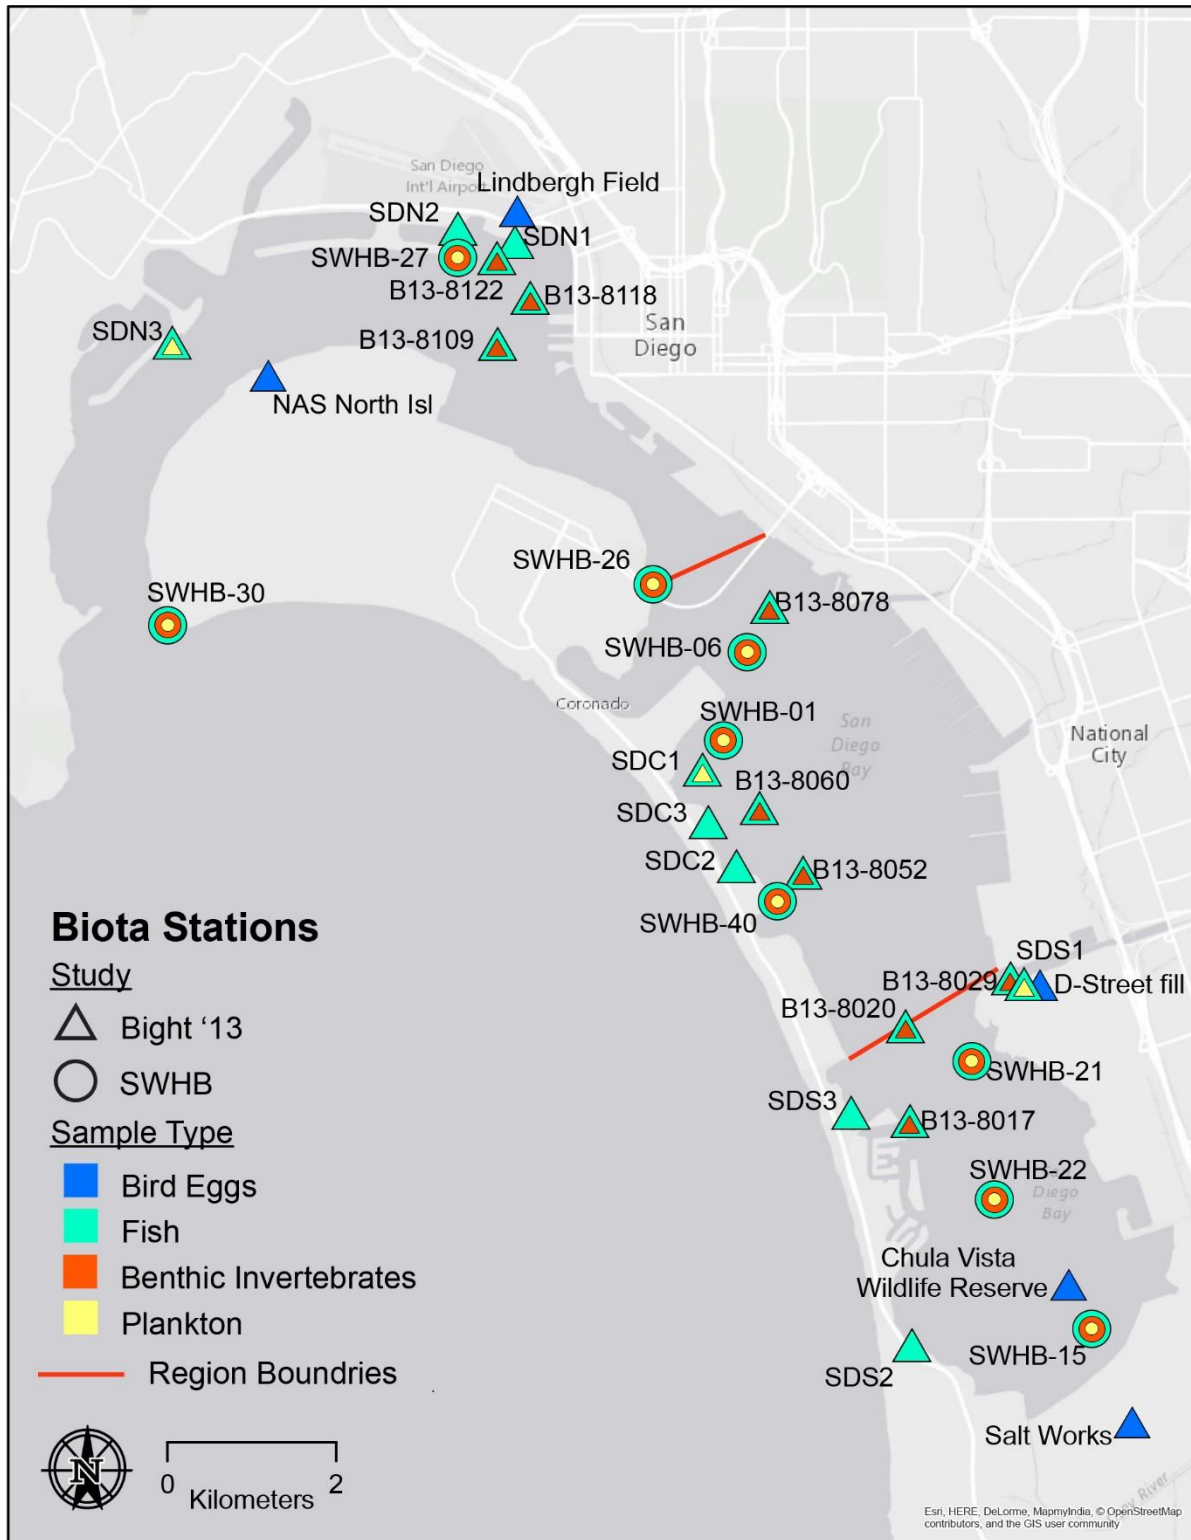 San Diego
Int'l Airport
Lindbergh Field
SDN2
SDN1
SWHB-27
B13-8122
B13-8118
SDN3
B13-8109
San
Diego
NAS North Isl
SWHB-26
SWHB-30
B13-8078
SWHB-06
Coronado
SWHB-01
San
Diego
Bay
National
City
SDC1
B13-8060
SDC3
SDC2
B13-8052
SWHB-40
SDS1
B13-8029
D-Street fill
B13-8020
SWHB-21
SDS3
B13-8017
SWHB-22
Diego
Bay
Chula Vista
Wildlife Reserve
SWHB-15
SDS2
Salt Works
Biota Stations
Study
Bight ‘13
SWHB
Sample Type
Bird Eggs
Fish
Benthic Invertebrates
Plankton
Region Boundries
N
0 2
Kilometers
River
Esri, HERE, DeLorme, MapmyIndia, © OpenStreetMap
contributors, and the GIS user community